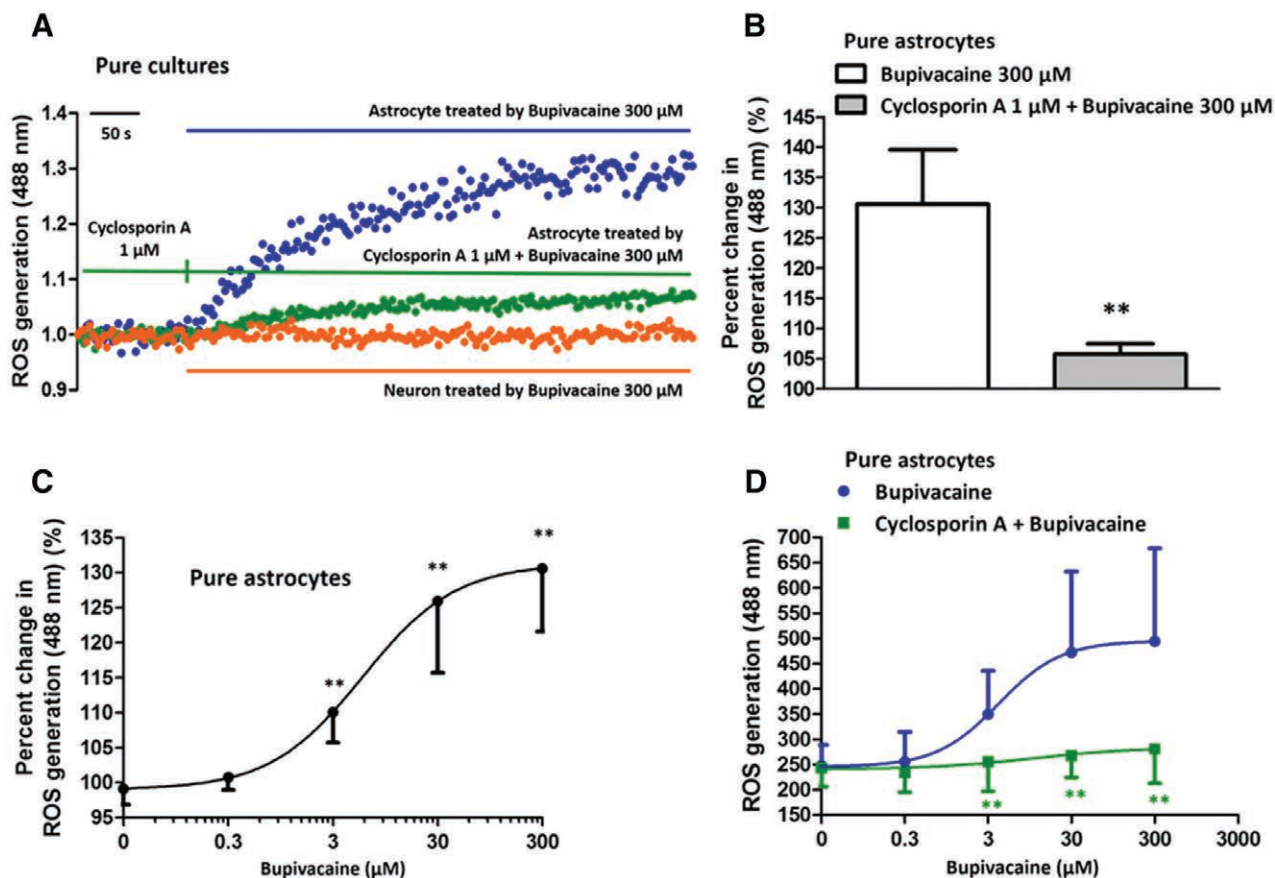 A
Pure cultures
Astrocyte treated by Bupivacaine 300 µM
50 s
Cyclosporin A
1 µM
Astrocyte treated by
Cyclosporin A 1 µM + Bupivacaine 300 µM
Neuron treated by Bupivacaine 300 µM
ROS generation (488 nm)
1.4
1.3
1.2
1.1
1.0
0.9
B
Pure astrocytes
Bupivacaine 300 µM
Cyclosporin A 1 µM + Bupivacaine 300 µM
Percent change in
ROS generation (488 nm) (%)
145
140
135
130
125
120
115
110
105
100
**
C
Pure astrocytes
Percent change in
ROS generation (488 nm) (%)
135
130
125
120
115
110
105
100
95
**
**
**
0
0.3
3
30
300
Bupivacaine (µM)
D
Pure astrocytes
Bupivacaine
Cyclosporin A + Bupivacaine
ROS generation (488 nm)
700
650
600
550
500
450
400
350
300
250
200
150
**
**
**
0
0.3
3
30
300
3000
Bupivacaine (µM)